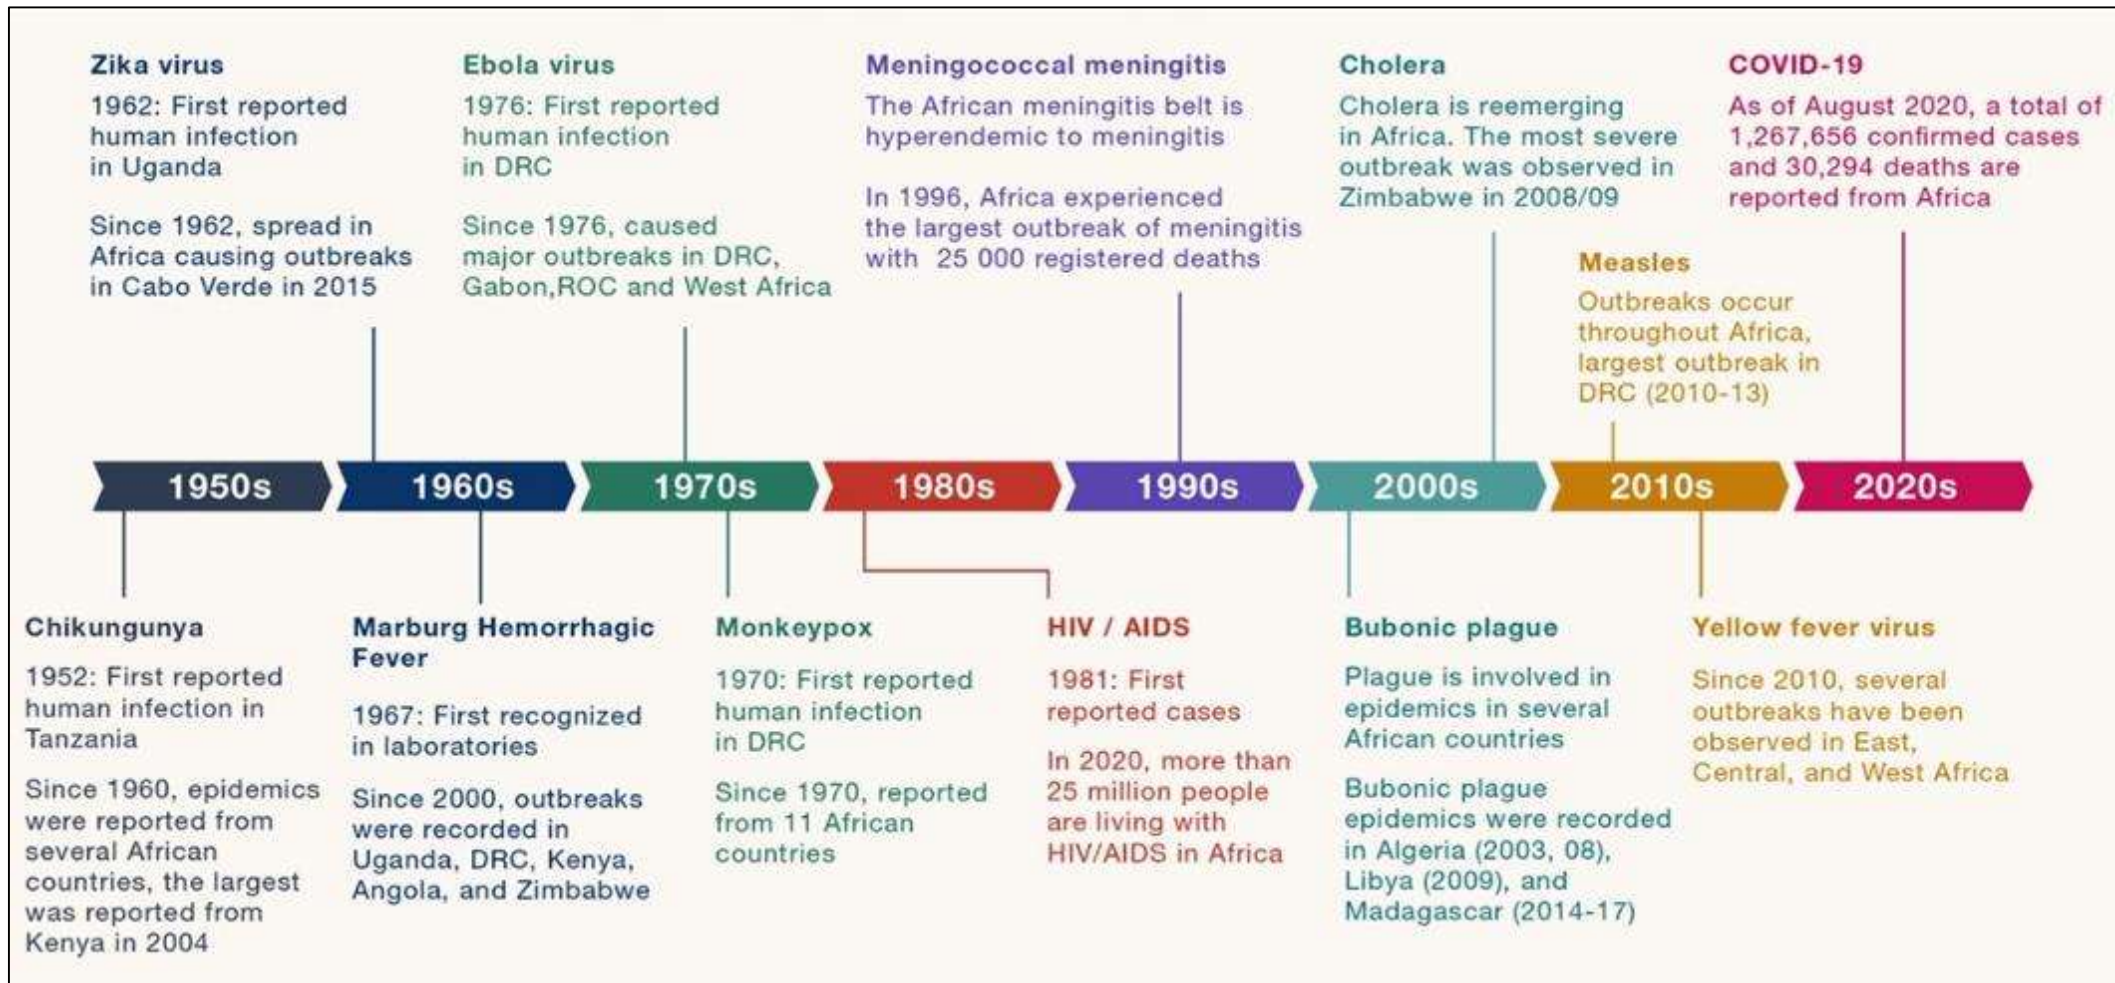 Zika virus
1962: First reported
human infection
in Uganda
Since 1962, spread in
Africa causing outbreaks
in Cabo Verde in 2015
Ebola virus
1976: First reported
human infection
in DRC
Since 1976, caused
major outbreaks in DRC,
Gabon,ROC and West Africa
Meningococcal meningitis
The African meningitis belt is
hyperendemic to meningitis
In 1996, Africa experienced
the largest outbreak of meningitis
with 25 000 registered deaths
Cholera
Cholera is reemerging
in Africa. The most severe
outbreak was observed in
Zimbabwe in 2008/09
COVID-19
As of August 2020, a total of
1,267,656 confirmed cases
and 30,294 deaths are
reported from Africa
Measles
Outbreaks occur
throughout Africa,
largest outbreak in
DRC (2010-13)
1950s
1960s
1970s
1980s
1990s
2000s
2010s
2020s
Chikungunya
1952: First reported
human infection in
Tanzania
Since 1960, epidemics
were reported from
several African
countries, the largest
was reported from
Kenya in 2004
Marburg Hemorrhagic
Fever
1967: First recognized
in laboratories
Since 2000, outbreaks
were recorded in
Uganda, DRC, Kenya,
Angola, and Zimbabwe
Monkeypox
1970: First reported
human infection
in DRC
Since 1970, reported
from 11 African
countries
HIV / AIDS
1981: First
reported cases
In 2020, more than
25 million people
are living with
HIV/AIDS in Africa
Bubonic plague
Plague is involved in
epidemics in several
African countries
Bubonic plague
epidemics were recorded
in Algeria (2003, 08),
Libya (2009), and
Madagascar (2014-17)
Yellow fever virus
Since 2010, several
outbreaks have been
observed in East,
Central, and West Africa